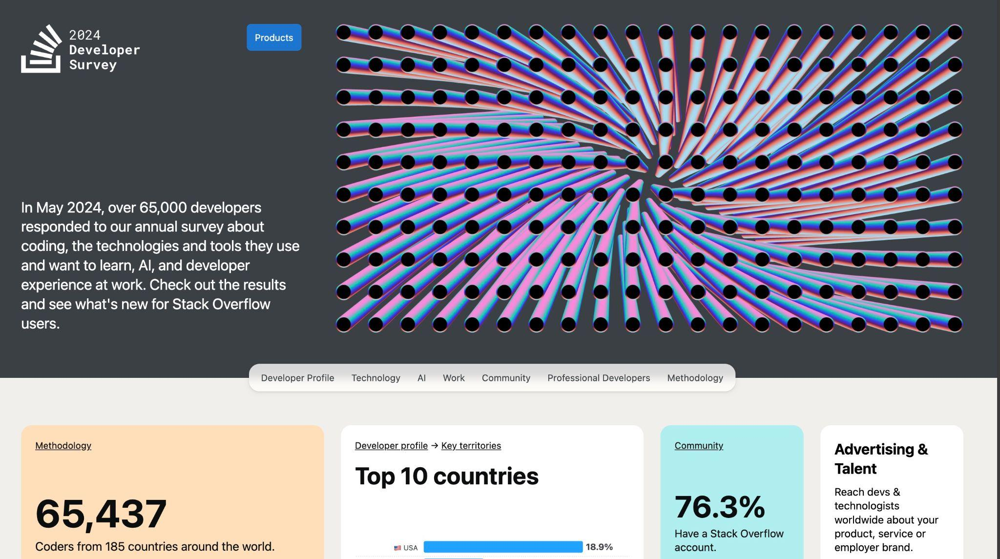 2024
Developer
Survey
Products
In May 2024, over 65,000 developers
responded to our annual survey about
coding, the technologies and tools they use
and want to learn, AI, and developer
experience at work. Check out the results
and see what's new for Stack Overflow
users.
Developer Profile Technology AI Work Community Professional Developers Methodology
Methodology
65,437
Coders from 185 countries around the world.
Developer profile → Key territories
Top 10 countries
🇺🇸 USA 18.9%
Community
76.3%
Have a Stack Overflow
account.
Advertising &
Talent
Reach devs &
technologists
worldwide about your
product, service or
employer brand.